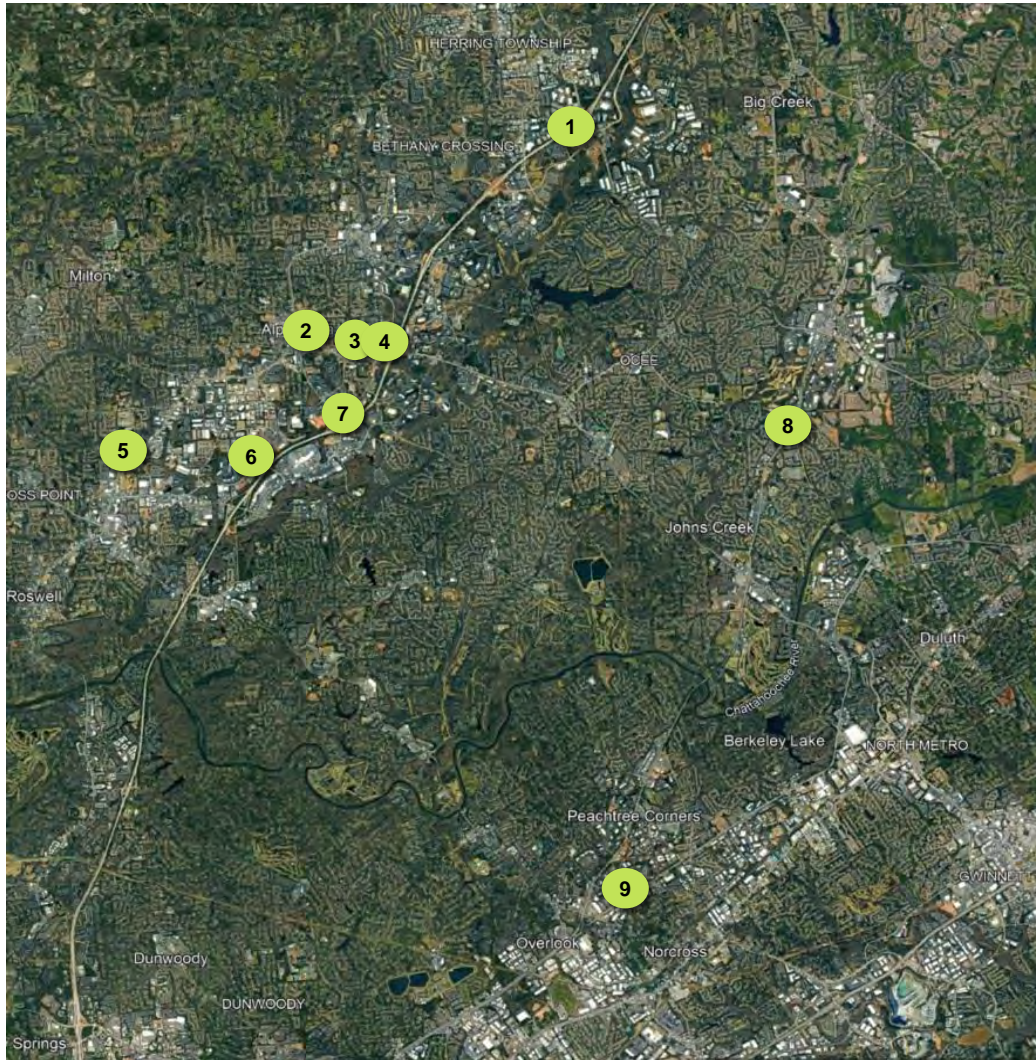 HERRING TOWNSHIP
Big Creek
1
BETHANY CROSSING
Milton
Alp
2
3
4
OCEE
7
8
5
6
OSS POINT
Johns Creek
Roswell
Duluth
Chattahoochee River
Berkeley Lake
NORTH METRO
Peachtree Corners
GWINNETT
9
Overlook
Norcross
Dunwoody
DUNWOODY
Springs